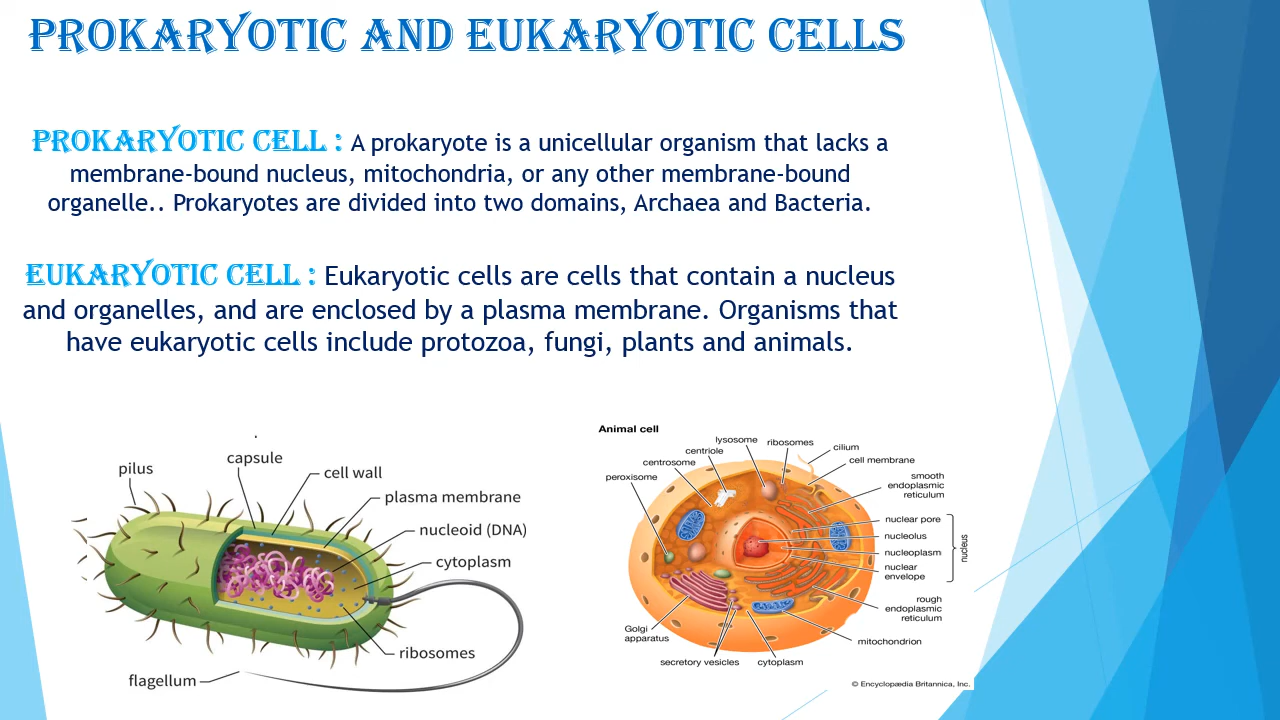 PROKARYOTIC AND EUKARYOTIC CELLS
PROKARYOTIC CELL : A prokaryote is a unicellular organism that lacks a
membrane-bound nucleus, mitochondria, or any other membrane-bound
organelle.. Prokaryotes are divided into two domains, Archaea and Bacteria.
EUKARYOTIC CELL : Eukaryotic cells are cells that contain a nucleus
and organelles, and are enclosed by a plasma membrane. Organisms that
have eukaryotic cells include protozoa, fungi, plants and animals.
pilus
capsule
cell wall
plasma membrane
nucleoid (DNA)
cytoplasm
ribosomes
flagellum
Animal cell
lysosome
ribosomes
cilium
centriole
cell membrane
centrosome
peroxisome
smooth
endoplasmic
reticulum
nuclear pore
nucleolus
nucleoplasm
nuclear
envelope
nucleus
rough
endoplasmic
reticulum
mitochondrion
Golgi
apparatus
secretory vesicles
cytoplasm
© Encyclopædia Britannica, Inc.